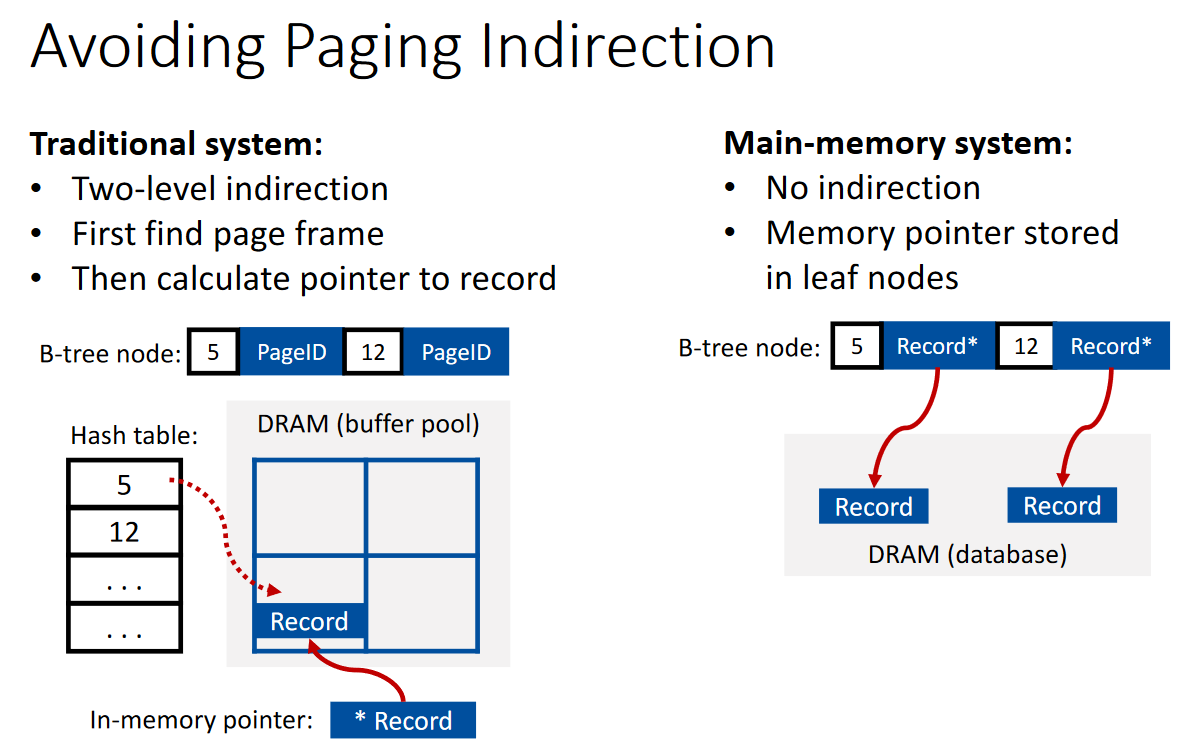 Avoiding Paging Indirection
Traditional system:
• Two-level indirection
• First find page frame
• Then calculate pointer to record
B-tree node: 5 PageID 12 PageID
Hash table:
5
12
. . .
. . .
DRAM (buffer pool)
Record
In-memory pointer: * Record
Main-memory system:
• No indirection
• Memory pointer stored
in leaf nodes
B-tree node: 5 Record* 12 Record*
Record Record
DRAM (database)